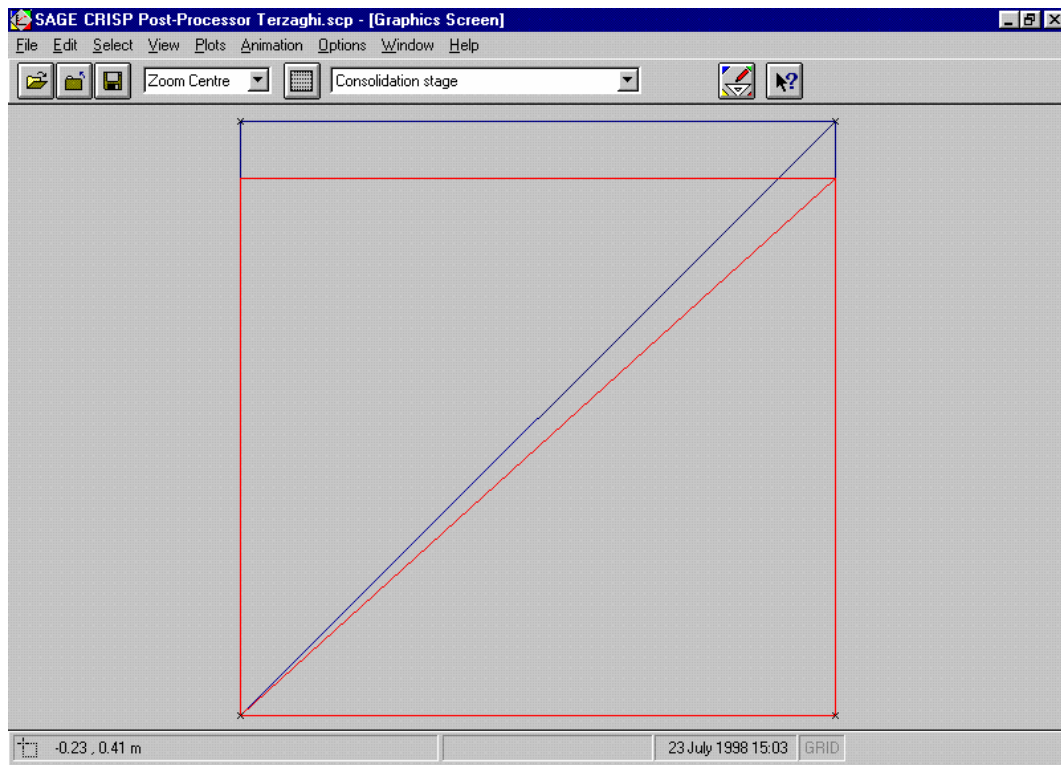 SAGE CRISP Post-Processor Terzaghi.scp - [Graphics Screen]
File Edit Select View Plots Animation Options Window Help
Zoom Centre Consolidation stage
-0.23 , 0.41 m 23 July 1998 15:03 GRID